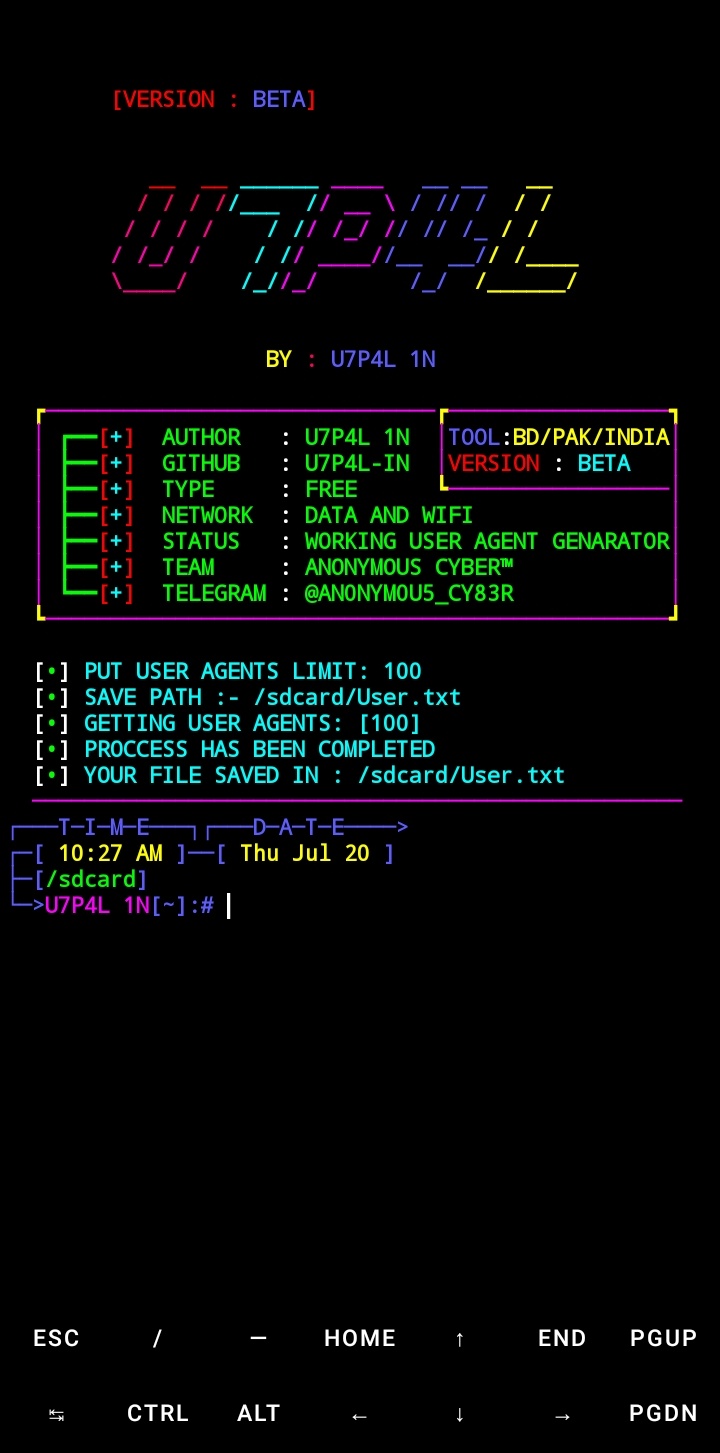 [VERSION : BETA]
U7P4L
BY : U7P4L 1N
[+] AUTHOR : U7P4L 1N
TOOL:BD/PAK/INDIA
[+] GITHUB : U7P4L-IN
VERSION : BETA
[+] TYPE : FREE
[+] NETWORK : DATA AND WIFI
[+] STATUS : WORKING USER AGENT GENARATOR
[+] TEAM : ANONYMOUS CYBER™
[+] TELEGRAM : @AN0NYM0U5_CY83R
[•] PUT USER AGENTS LIMIT: 100
[•] SAVE PATH :- /sdcard/User.txt
[•] GETTING USER AGENTS: [100]
[•] PROCCESS HAS BEEN COMPLETED
[•] YOUR FILE SAVED IN : /sdcard/User.txt
┌───T─I─M─E───┐┌───D─A─T─E────>
┌─[ 10:27 AM ]──[ Thu Jul 20 ]
├─[/sdcard]
└─>U7P4L 1N[~]:#
ESC / — HOME ↑ END PGUP
↹ CTRL ALT ← ↓ → PGDN